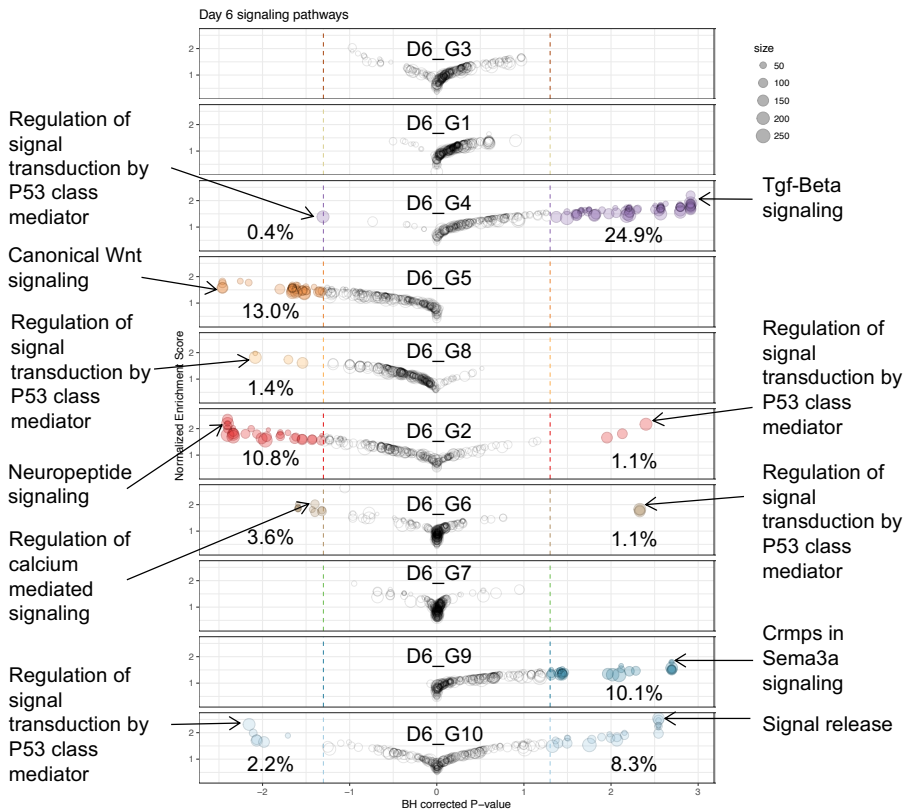 Day 6 signaling pathways
D6_G3
2
1
size
50
100
150
200
250
D6_G1
2
1
Regulation of
signal
transduction by
P53 class
mediator
D6_G4
2
1
0.4%
24.9%
Tgf-Beta
signaling
Canonical Wnt
signaling
D6_G5
2
1
13.0%
Regulation of
signal
transduction by
P53 class
mediator
Normalized Enrichment Score
D6_G8
2
1
1.4%
Regulation of
signal
transduction by
P53 class
mediator
D6_G2
2
1
10.8%
1.1%
Neuropeptide
signaling
D6_G6
2
1
3.6%
1.1%
Regulation of
signal
transduction by
P53 class
mediator
Regulation of
calcium
mediated
signaling
D6_G7
2
1
D6_G9
2
1
10.1%
Crmps in
Sema3a
signaling
Regulation of
signal
transduction by
P53 class
mediator
D6_G10
2
1
2.2%
8.3%
Signal release
−2
−1
0
1
2
3
BH corrected P−value